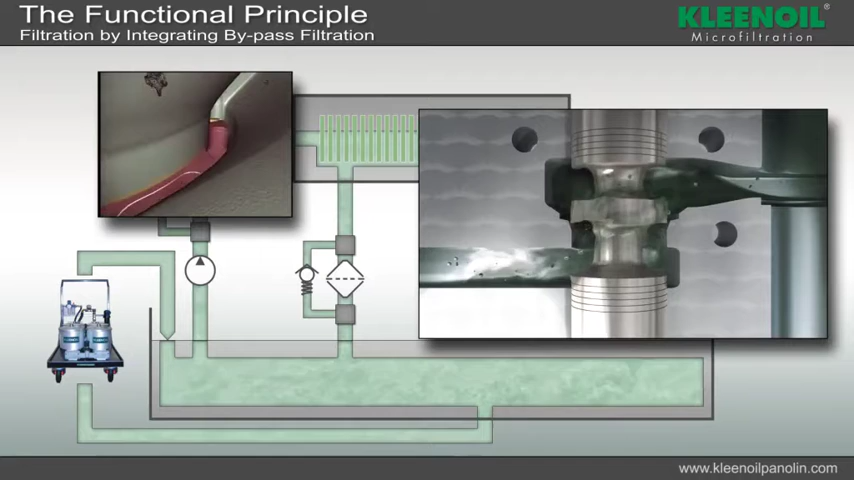 The Functional Principle
Filtration by Integrating By-pass Filtration
KLEENOIL®
Microfiltration
www.kleenoilpanolin.com